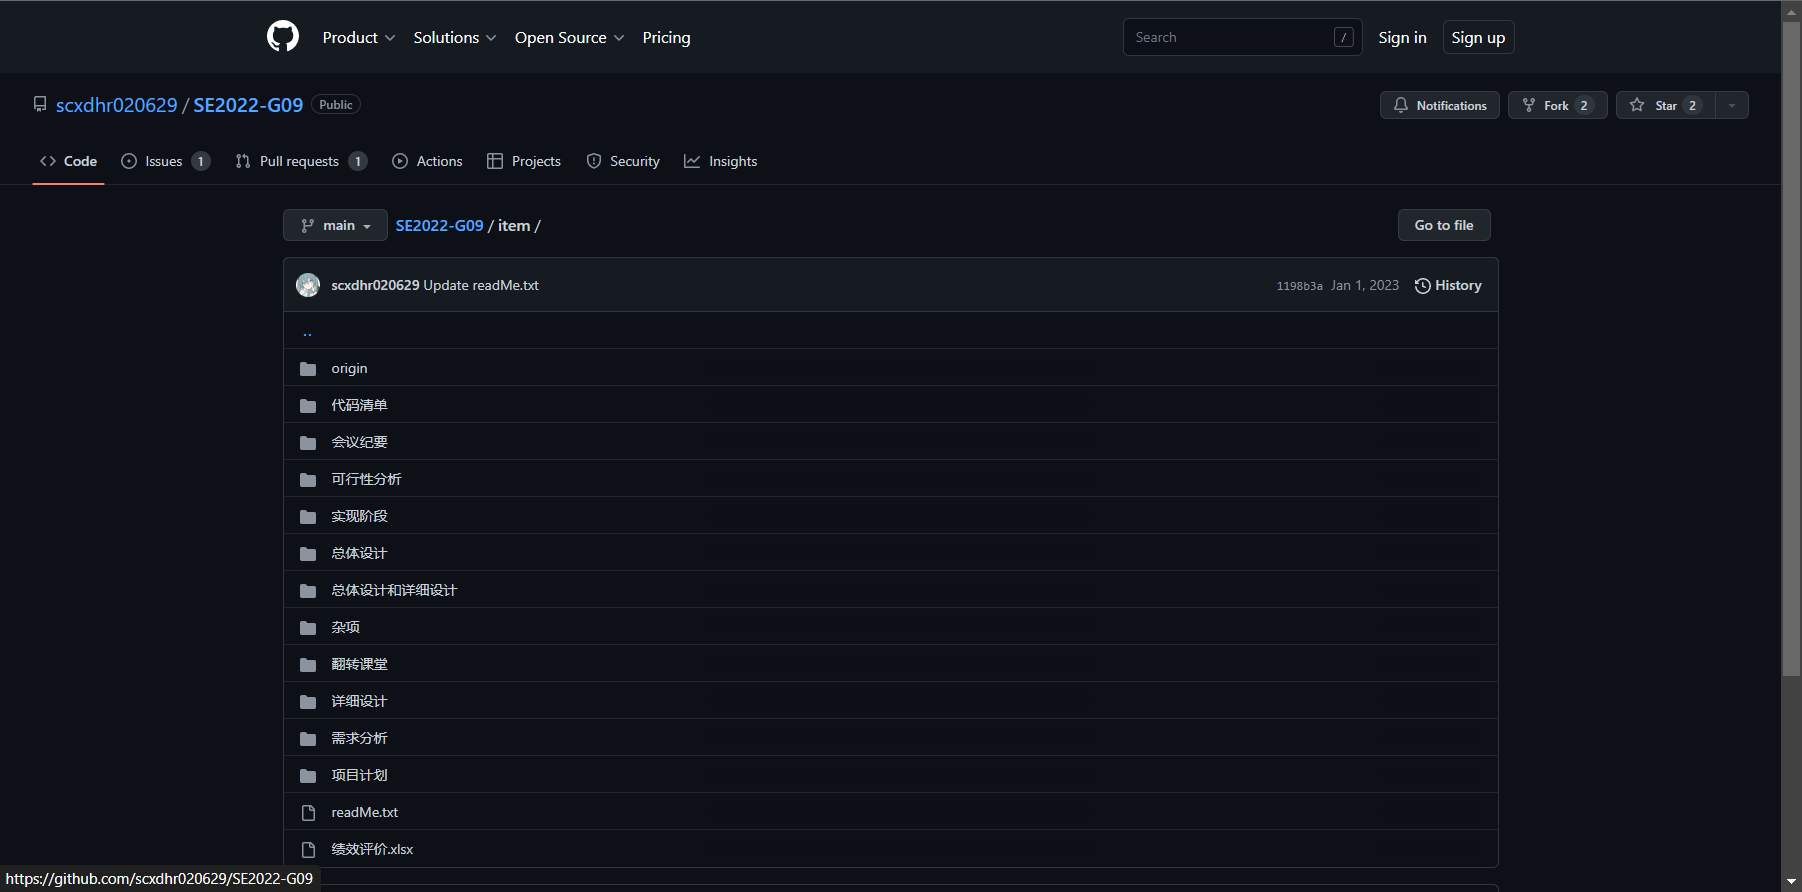 Product Solutions Open Source Pricing Search / Sign in Sign up
scxdhr020629 / SE2022-G09 Public Notifications Fork 2 Star 2
Code Issues 1 Pull requests 1 Actions Projects Security Insights
main SE2022-G09 / item / Go to file
scxdhr020629 Update readMe.txt 1198b3a Jan 1, 2023 History
..
origin
代码清单
会议纪要
可行性分析
实现阶段
总体设计
总体设计和详细设计
杂项
翻转课堂
详细设计
需求分析
项目计划
readMe.txt
绩效评价.xlsx
https://github.com/scxdhr020629/SE2022-G09